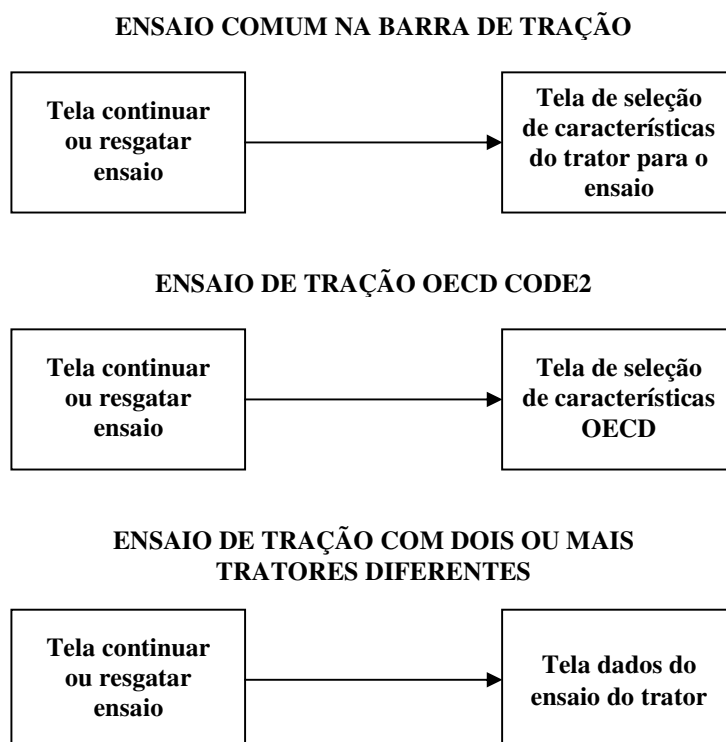 ENSAIO COMUM NA BARRA DE TRAÇÃO
Tela continuar
ou resgatar
ensaio
Tela de seleção
de características
do trator para o
ensaio
ENSAIO DE TRAÇÃO OECD CODE2
Tela continuar
ou resgatar
ensaio
Tela de seleção
de características
OECD
ENSAIO DE TRAÇÃO COM DOIS OU MAIS
TRATORES DIFERENTES
Tela continuar
ou resgatar
ensaio
Tela dados do
ensaio do trator